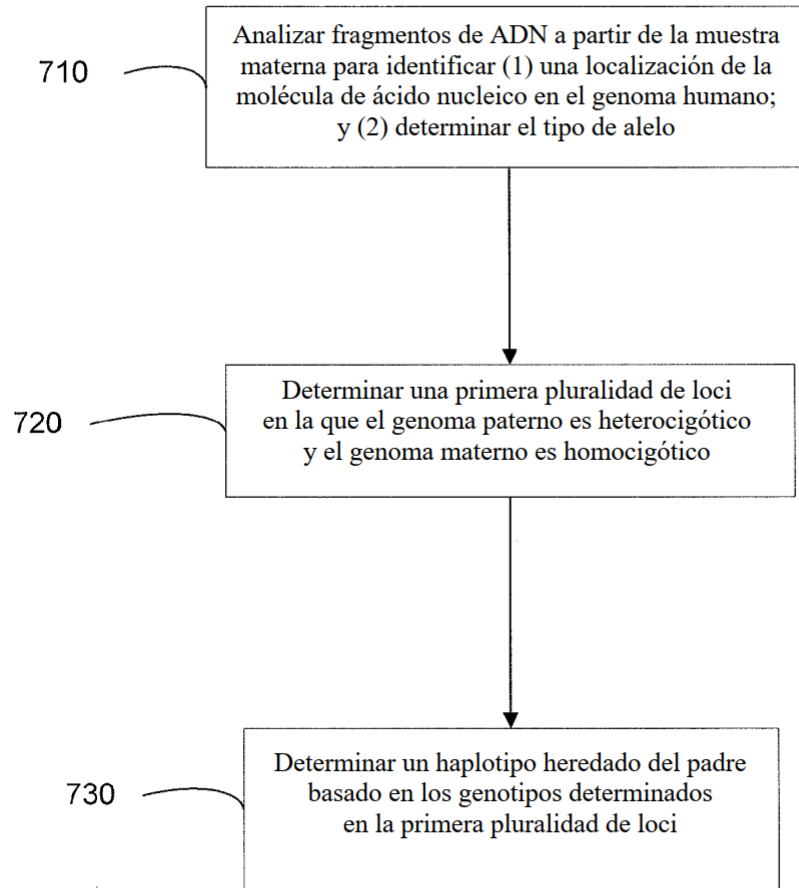 Analizar fragmentos de ADN a partir de la muestra
materna para identificar (1) una localización de la
molécula de ácido nucleico en el genoma humano;
y (2) determinar el tipo de alelo
710
Determinar una primera pluralidad de loci
en la que el genoma paterno es heterocigótico
y el genoma materno es homocigótico
720
Determinar un haplotipo heredado del padre
basado en los genotipos determinados
en la primera pluralidad de loci
730